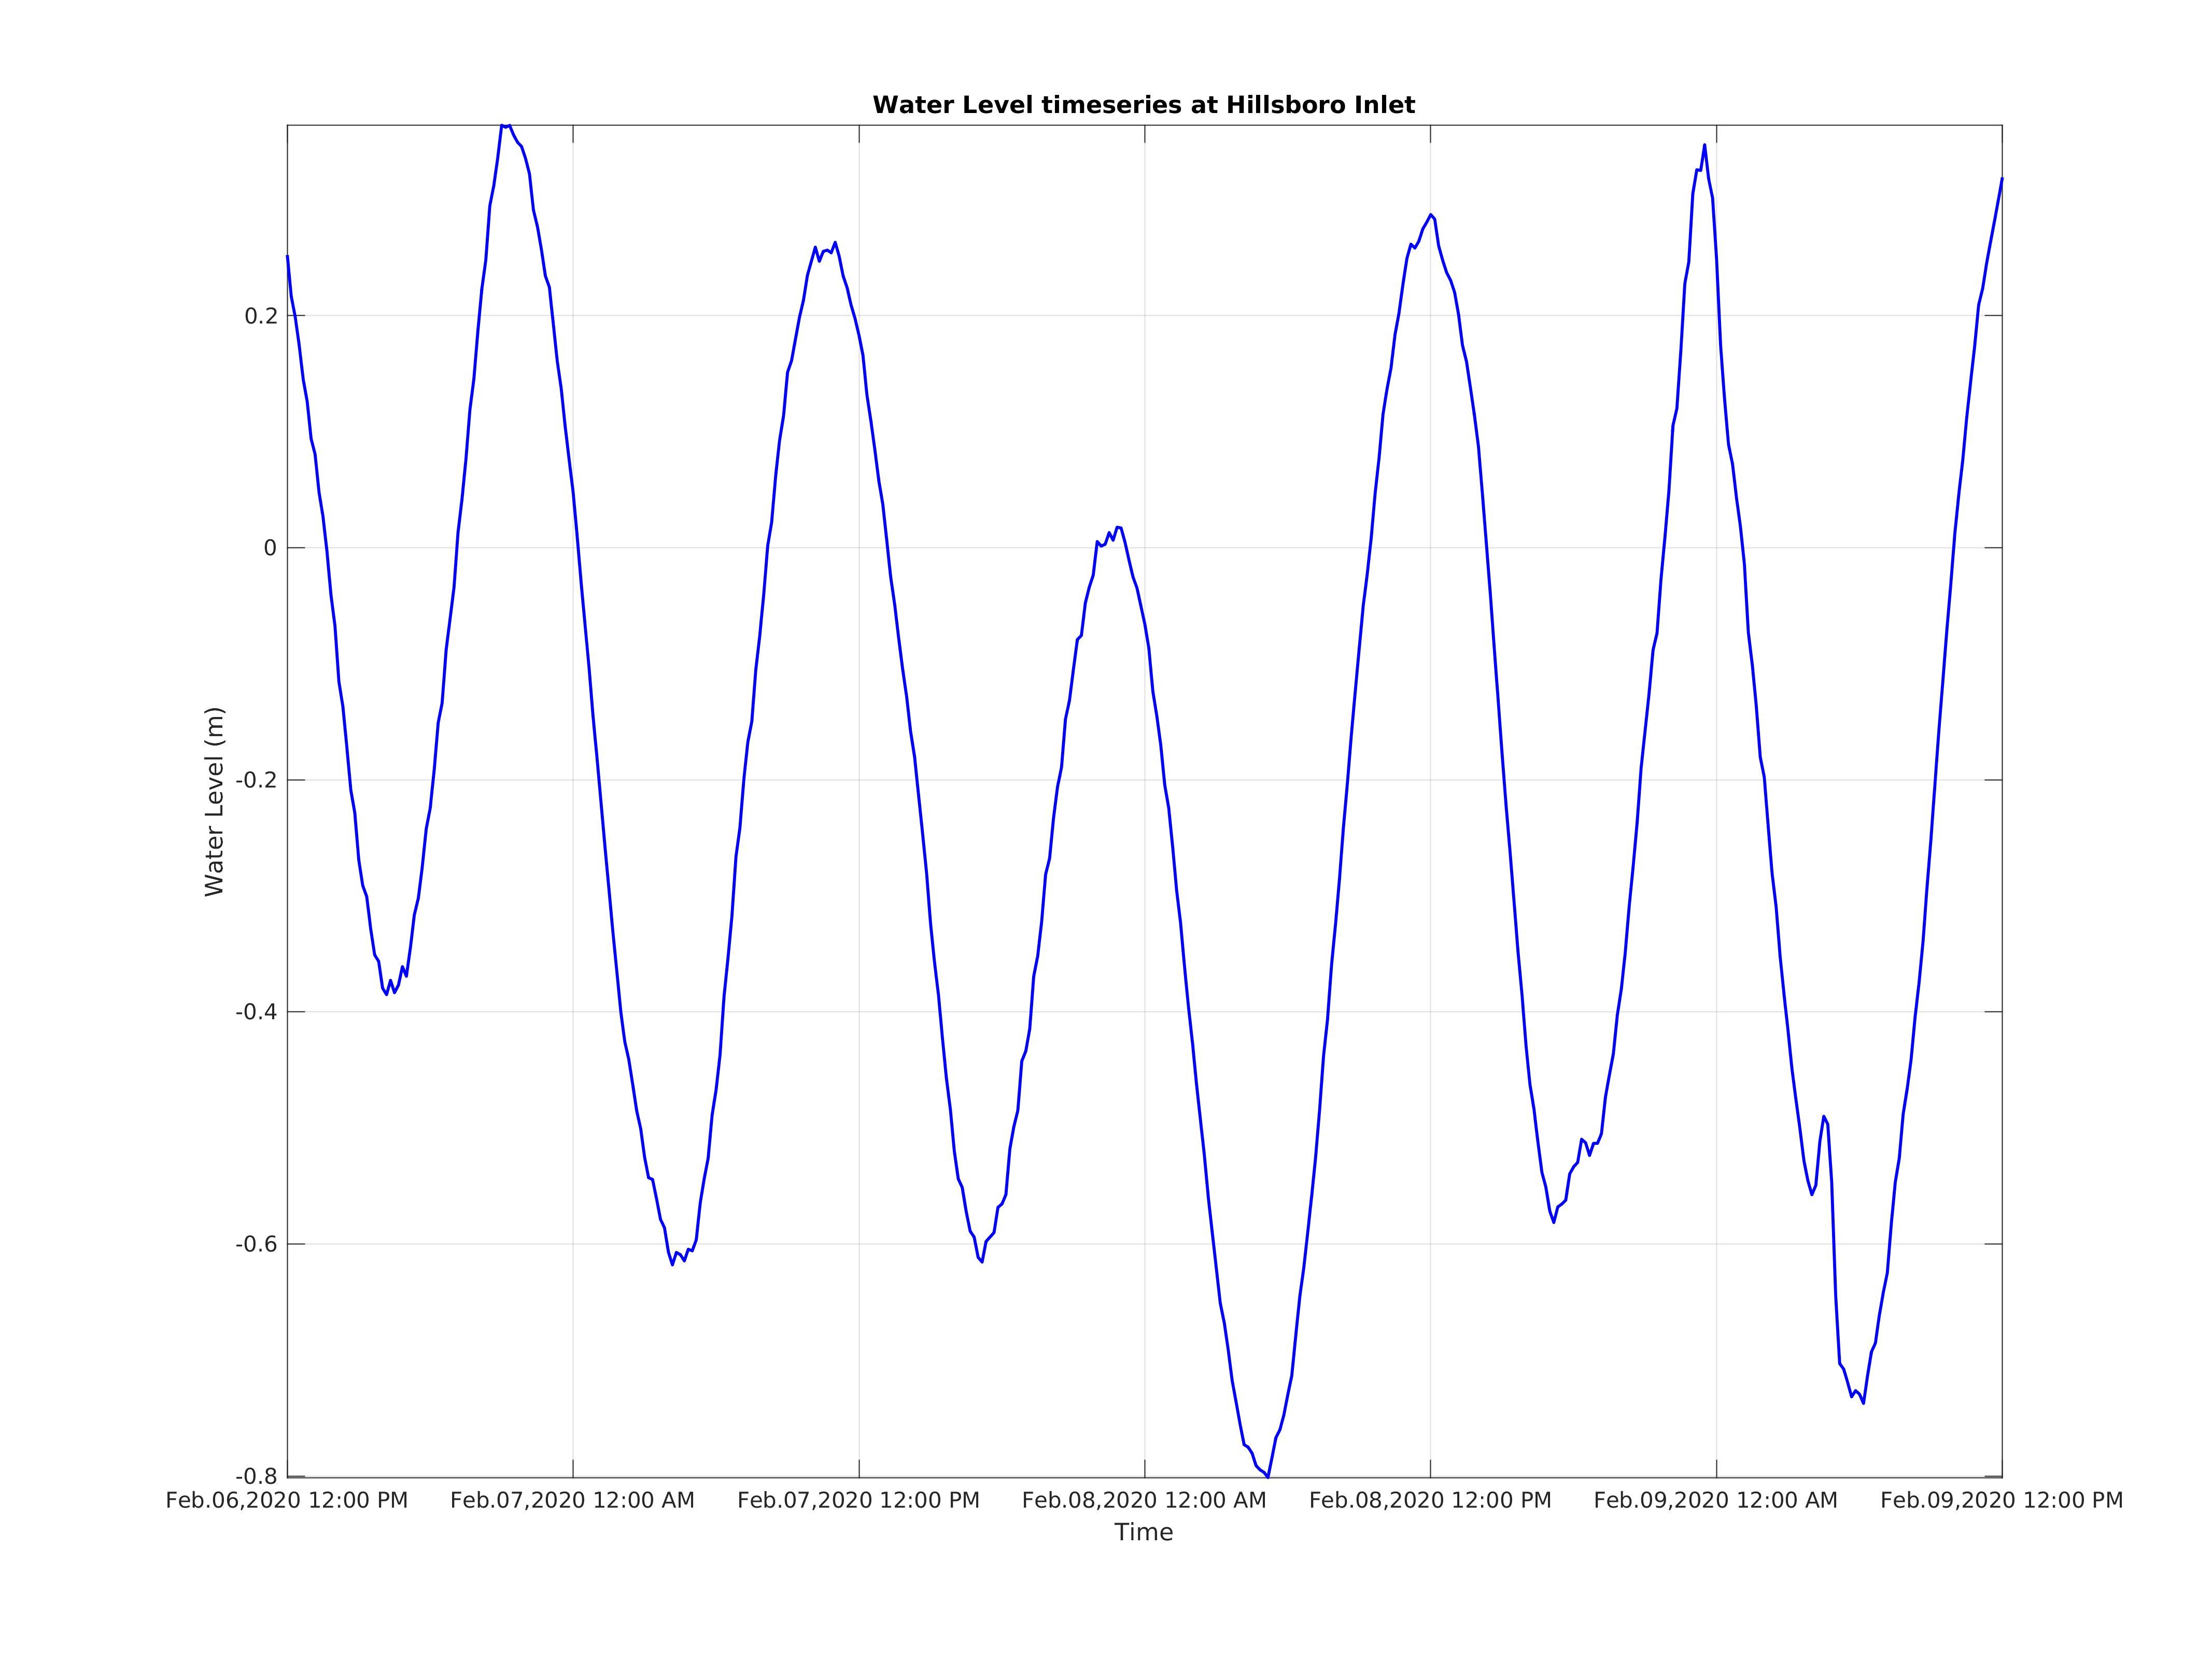 Water Level timeseries at Hillsboro Inlet
Water Level (m)
0.2
0
-0.2
-0.4
-0.6
-0.8
Feb.06,2020 12:00 PM
Feb.07,2020 12:00 AM
Feb.07,2020 12:00 PM
Feb.08,2020 12:00 AM
Feb.08,2020 12:00 PM
Feb.09,2020 12:00 AM
Feb.09,2020 12:00 PM
Time